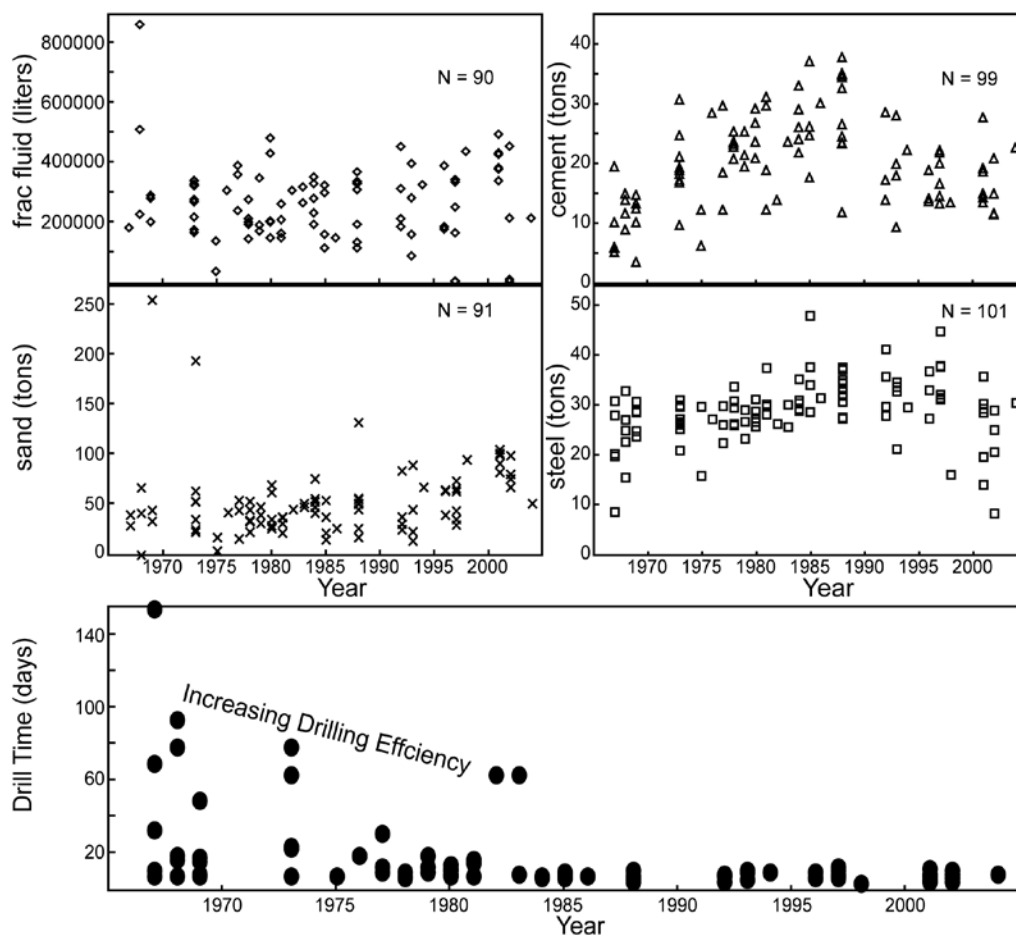 frac fluid (liters)
800000
600000
400000
200000
N = 90
cement (tons)
40
30
20
10
0
N = 99
sand (tons)
250
200
150
100
50
0
N = 91
1970 1975 1980 1985 1990 1995 2000
Year
steel (tons)
50
40
30
20
10
0
N = 101
1970 1975 1980 1985 1990 1995 2000
Year
Drill Time (days)
140
100
60
20
Increasing Drilling Effciency
1970 1975 1980 1985 1990 1995 2000
Year